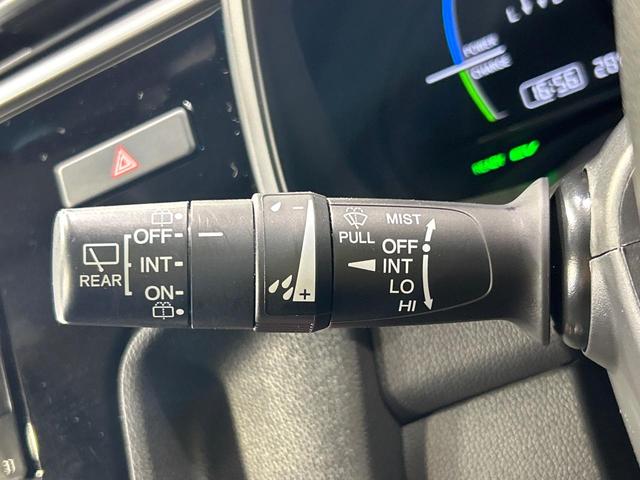 POWER
CHARGE
16:56
OFF
INT
ON
REAR
−
+
PULL
MIST
OFF
INT
LO
HI